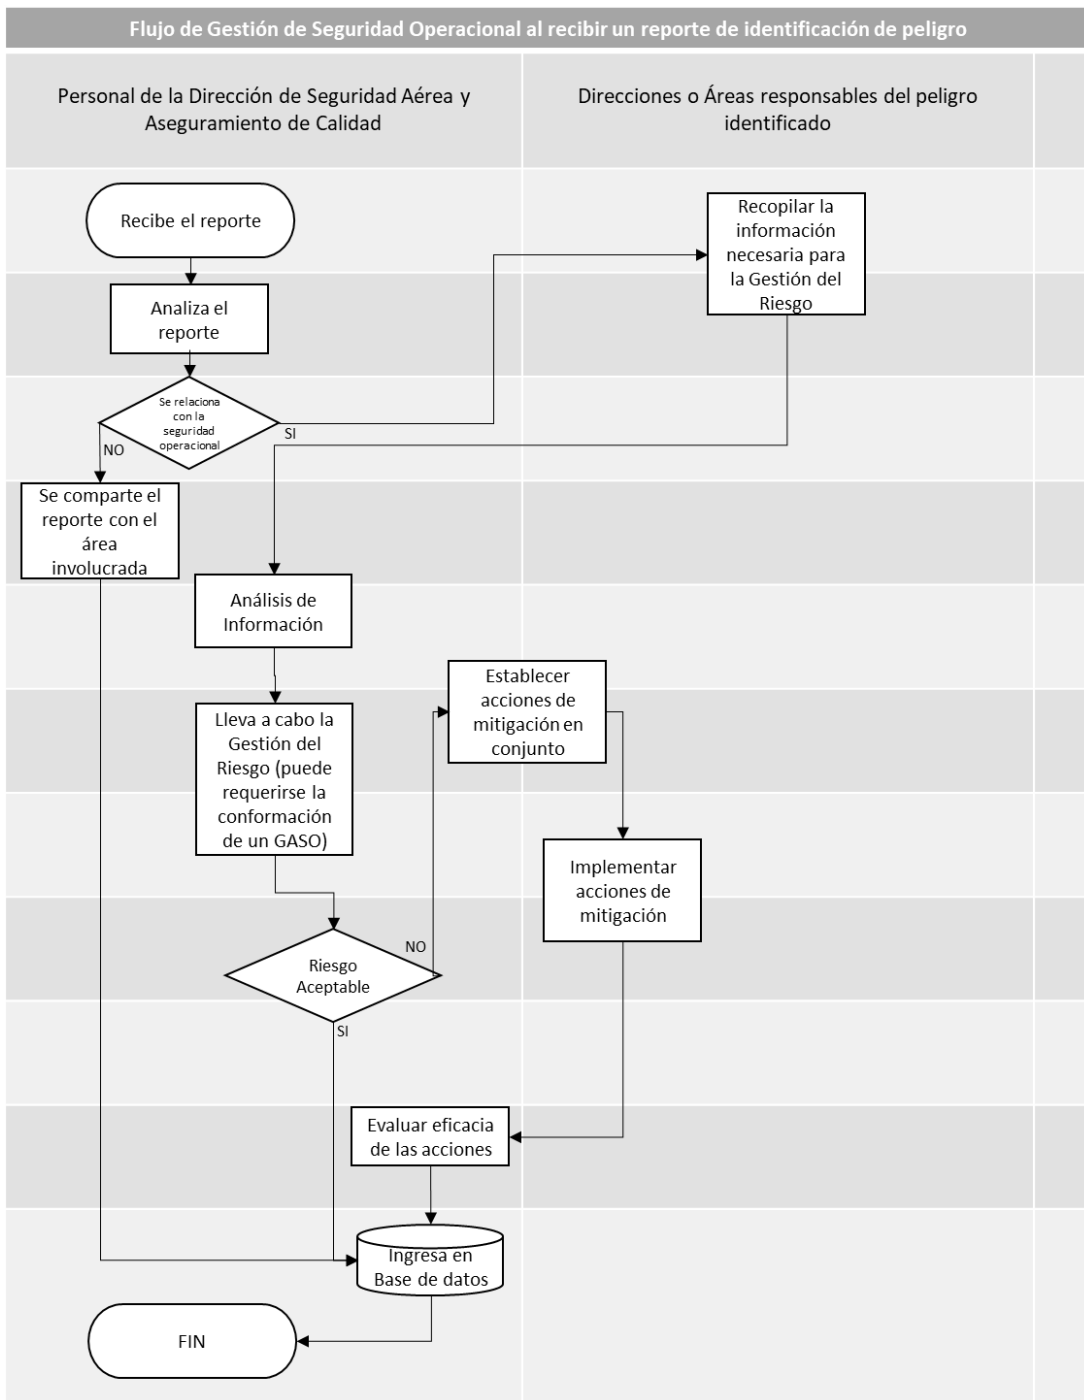 Flujo de Gestión de Seguridad Operacional al recibir un reporte de identificación de peligro
Personal de la Dirección de Seguridad Aérea y
Aseguramiento de Calidad
Direcciones o Áreas responsables del peligro
identificado
Recibe el reporte
Recopilar la
información
necesaria para
la Gestión del
Riesgo
Analiza el
reporte
Se relaciona
con la
seguridad
operacional
SI
NO
Se comparte el
reporte con el
área
involucrada
Análisis de
Información
Establecer
acciones de
mitigación en
conjunto
Lleva a cabo la
Gestión del
Riesgo (puede
requerirse la
conformación
de un GASO)
Implementar
acciones de
mitigación
NO
Riesgo
Aceptable
SI
Evaluar eficacia
de las acciones
Ingresa en
Base de datos
FIN